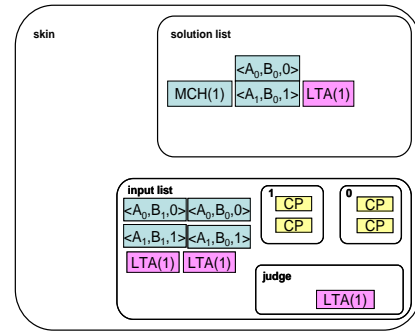 skin
solution list
<A0,B0,0>
MCH(1) <A1,B0,1> LTA(1)
input list
<A0,B1,0> <A0,B0,0>
<A1,B1,1> <A1,B0,1>
LTA(1) LTA(1)
1
CP
CP
0
CP
CP
judge
LTA(1)